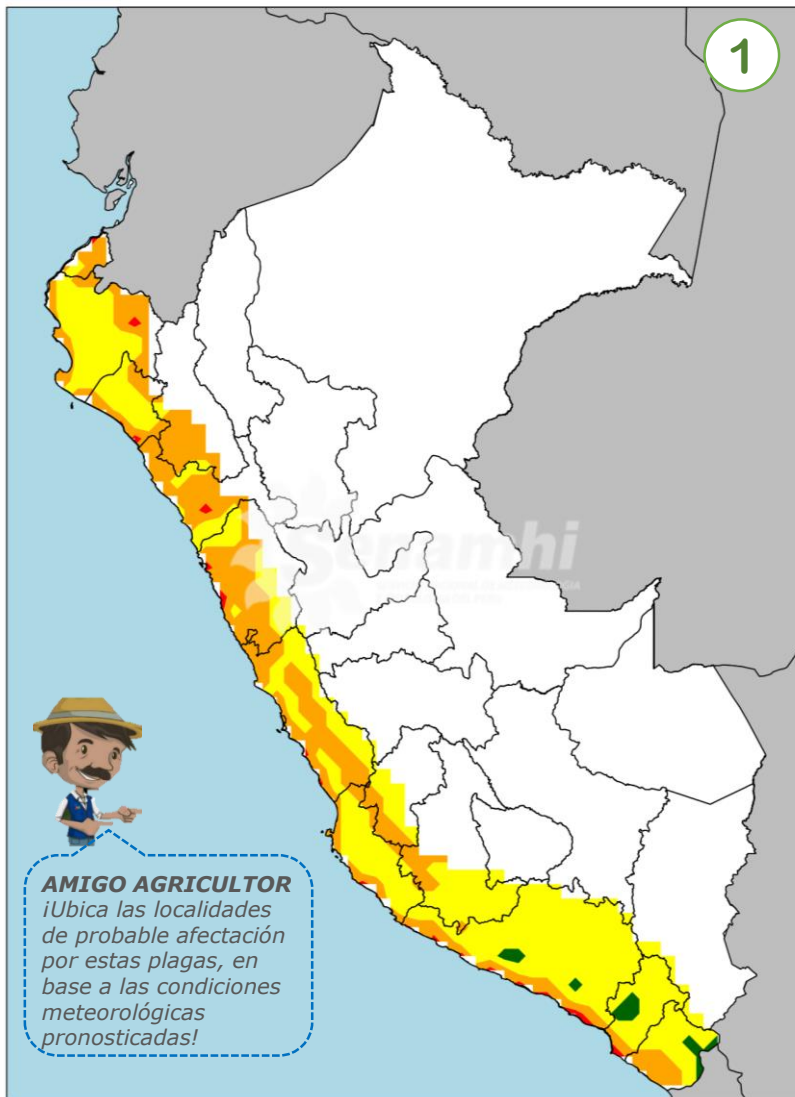 1
Senamhi
AMIGO AGRICULTOR
¡Ubica las localidades
de probable afectación
por estas plagas, en
base a las condiciones
meteorológicas
pronosticadas!